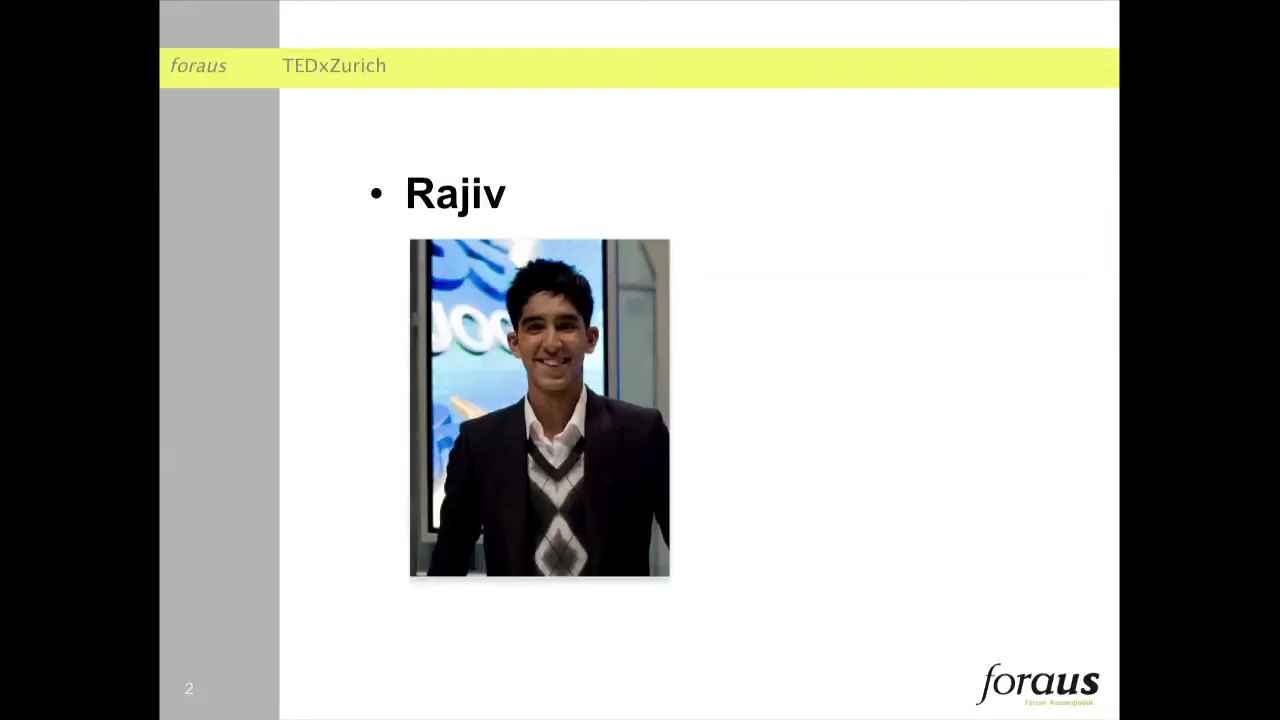 foraus TEDxZurich
• Rajiv
2
foraus
Forum Aussenpolitik